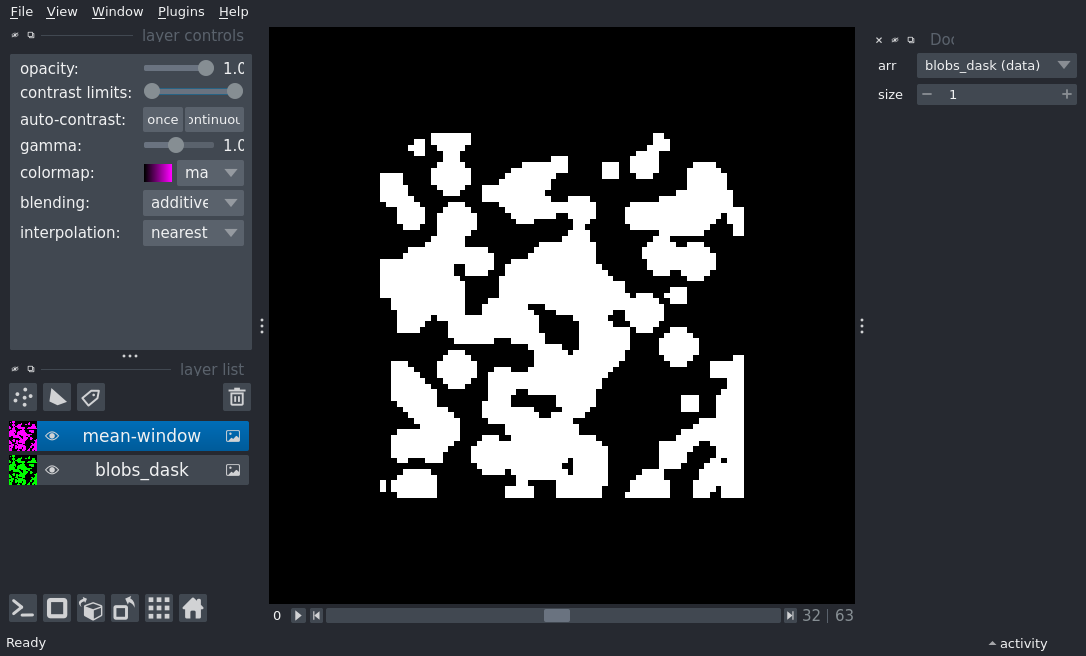 File View Window Plugins Help
layer controls
opacity: 1.0
contrast limits:
auto-contrast: once ontinuou
gamma: 1.0
colormap: ma
blending: additive
interpolation: nearest
layer list
mean-window
blobs_dask
Ready
0 32 | 63
arr blobs_dask (data)
size 1
activity